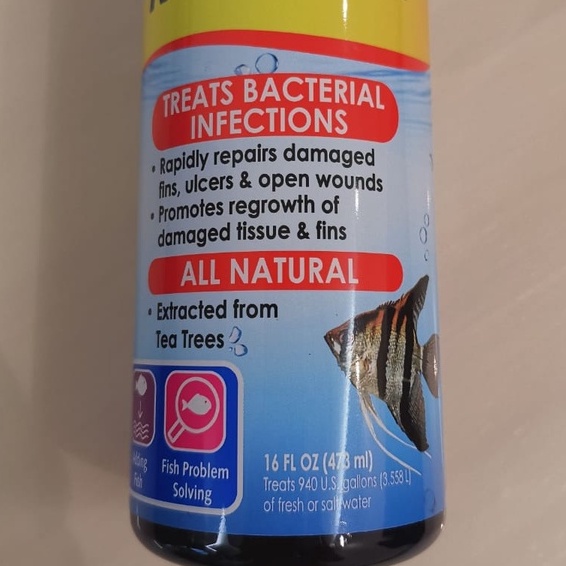 TREATS BACTERIAL
INFECTIONS
• Rapidly repairs damaged
fins, ulcers & open wounds
• Promotes regrowth of
damaged tissue & fins
ALL NATURAL
• Extracted from
Tea Trees
Fish
Fish Problem
Solving
16 FL OZ (473 ml)
Treats 940 U.S. gallons (3.558 L)
of fresh or saltwater